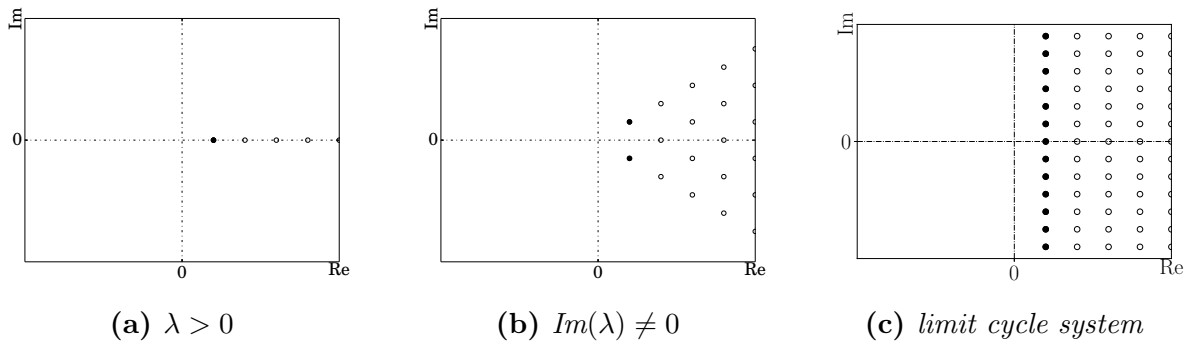 Im
0
0
Re
(a) λ > 0
Im
0
0
Re
(b) Im(λ) ≠ 0
Im
0
0
Re
(c) limit cycle system